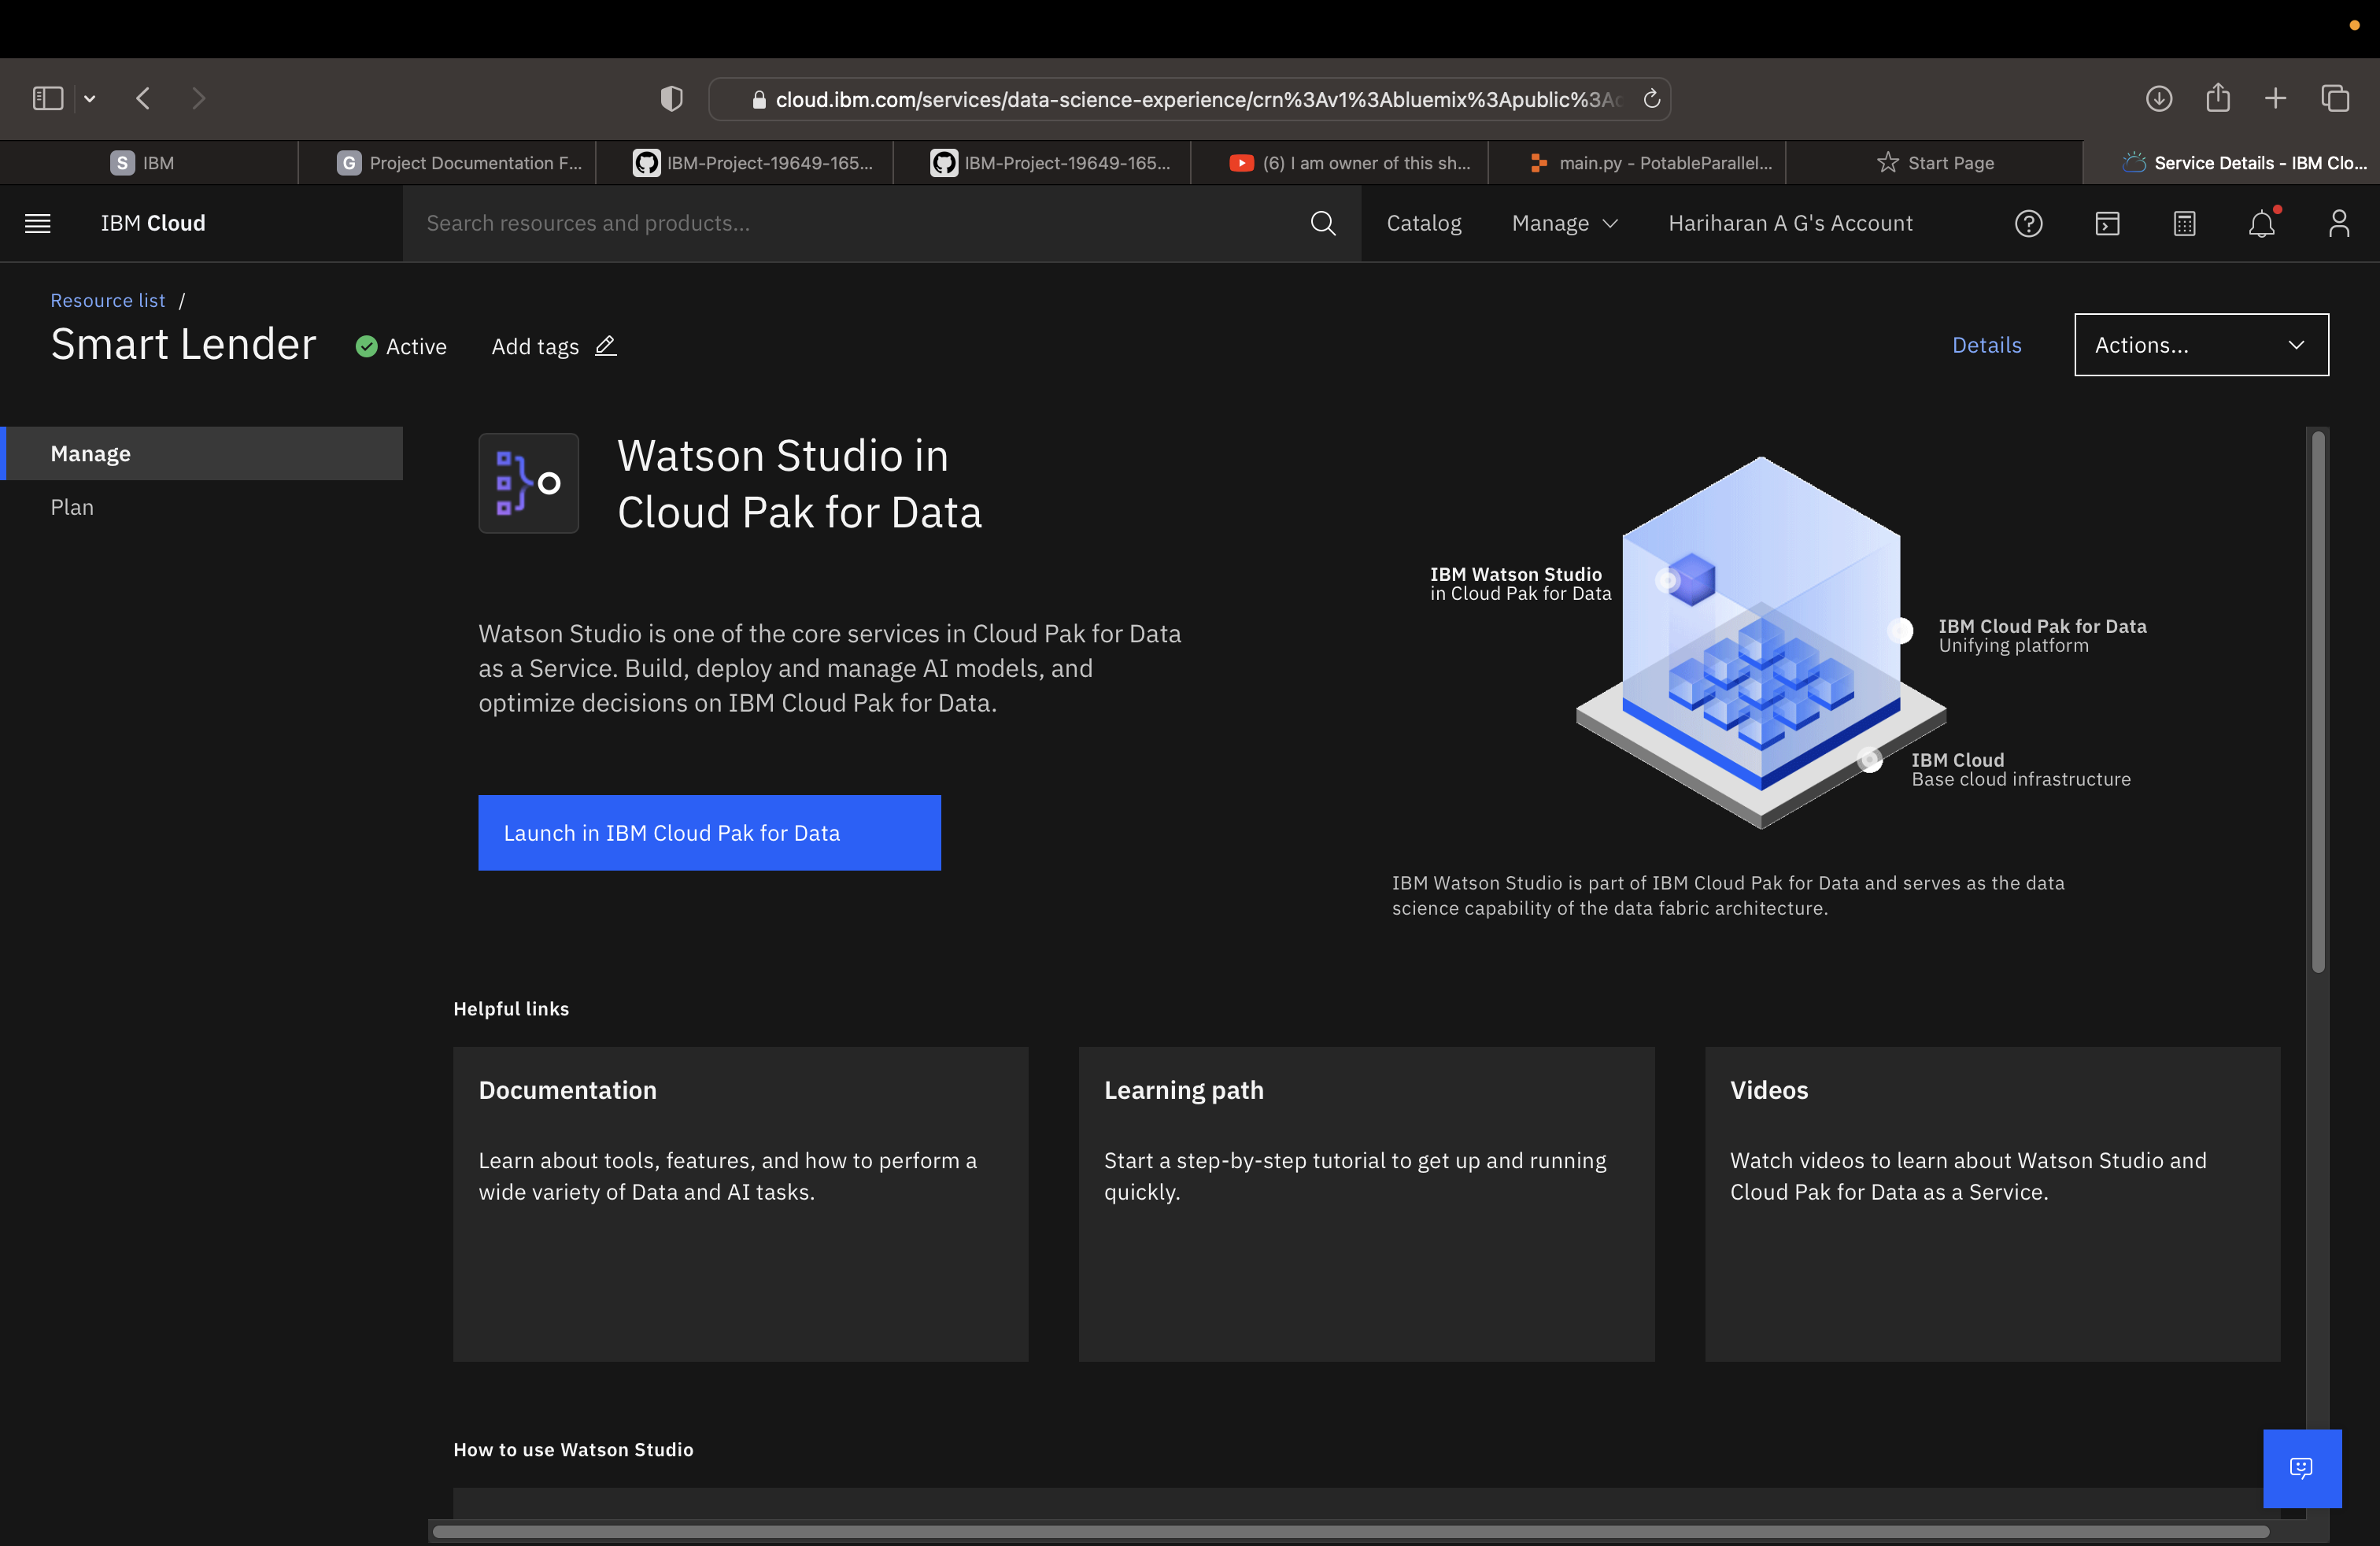 cloud.ibm.com/services/data-science-experience/crn%3Av1%3Abluemix%3Apublic%3A
S IBM
G Project Documentation F...
IBM-Project-19649-165...
IBM-Project-19649-165...
(6) I am owner of this sh...
main.py - PotableParallel...
Start Page
Service Details - IBM Clo...
IBM Cloud
Search resources and products...
Catalog
Manage
Hariharan A G's Account
Resource list /
Smart Lender
Active
Add tags
Details
Actions...
Manage
Plan
Watson Studio in
Cloud Pak for Data
Watson Studio is one of the core services in Cloud Pak for Data
as a Service. Build, deploy and manage AI models, and
optimize decisions on IBM Cloud Pak for Data.
Launch in IBM Cloud Pak for Data
IBM Watson Studio
in Cloud Pak for Data
IBM Cloud Pak for Data
Unifying platform
IBM Cloud
Base cloud infrastructure
IBM Watson Studio is part of IBM Cloud Pak for Data and serves as the data
science capability of the data fabric architecture.
Helpful links
Documentation
Learn about tools, features, and how to perform a
wide variety of Data and AI tasks.
Learning path
Start a step-by-step tutorial to get up and running
quickly.
Videos
Watch videos to learn about Watson Studio and
Cloud Pak for Data as a Service.
How to use Watson Studio